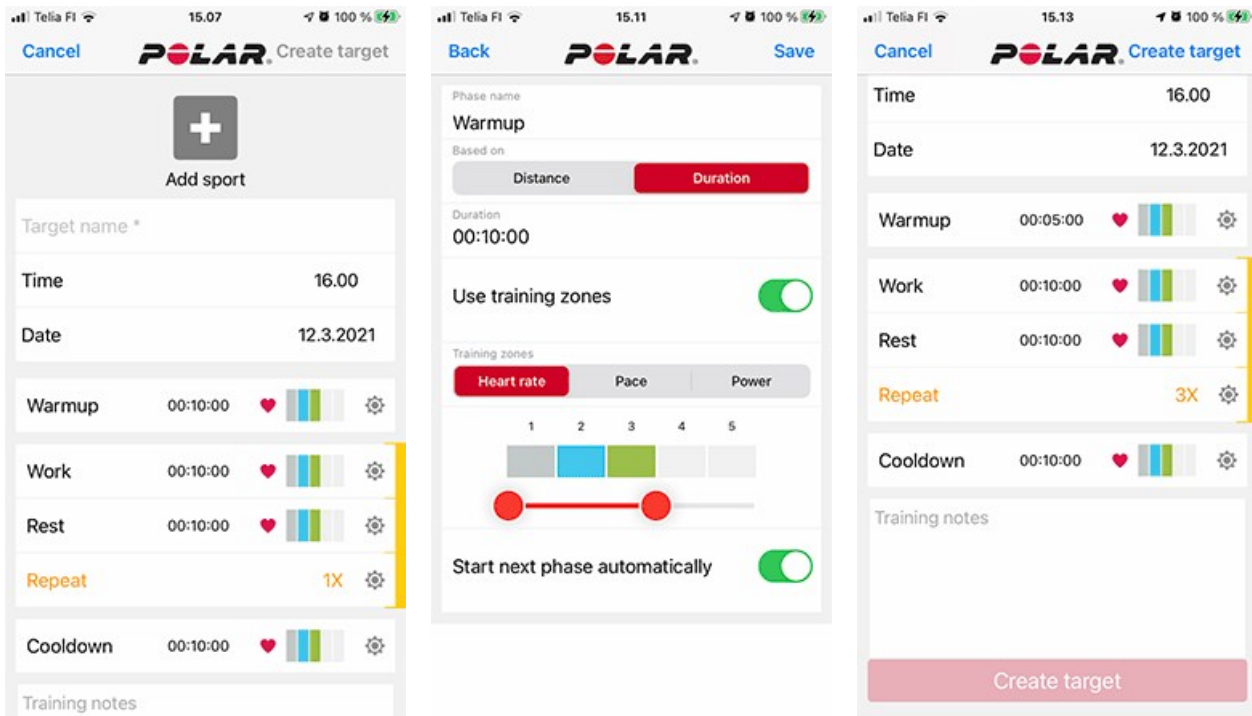 Telia FI 15.07 100 %
Cancel POLAR. Create target
Add sport
Target name *
Time 16.00
Date 12.3.2021
Warmup 00:10:00
Work 00:10:00
Rest 00:10:00
Repeat 1X
Cooldown 00:10:00
Training notes
Telia FI 15.11 100 %
Back POLAR. Save
Phase name
Warmup
Based on
Distance Duration
Duration
00:10:00
Use training zones
Training zones
Heart rate Pace Power
1 2 3 4 5
Start next phase automatically
Telia FI 15.13 100 %
Cancel POLAR. Create target
Time 16.00
Date 12.3.2021
Warmup 00:05:00
Work 00:10:00
Rest 00:10:00
Repeat 3X
Cooldown 00:10:00
Training notes
Create target